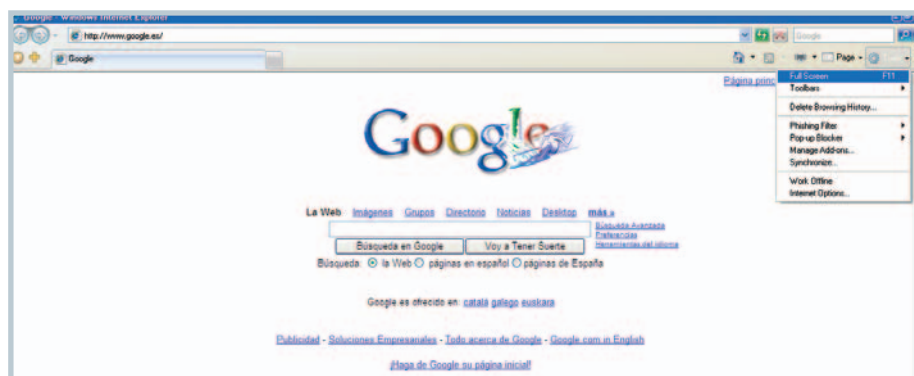 Google - Windows Internet Explorer
http://www.google.es/
Google
Google
Page
Página princ
Full Screen F11
Toolbars
Delete Browsing History...
Phishing Filter
Pop-up Blocker
Manage Add-ons...
Synchronize...
Work Offline
Internet Options...
Google
La Web Imágenes Grupos Directorio Noticias Desktop más »
Búsqueda Avanzada
Preferencias
Herramientas del idioma
Búsqueda en Google Voy a Tener Suerte
Búsqueda: la Web páginas en español páginas de España
Google es ofrecido en: català galego euskara
Publicidad - Soluciones Empresariales - Todo acerca de Google - Google.com in English
¡Haga de Google su página inicial!